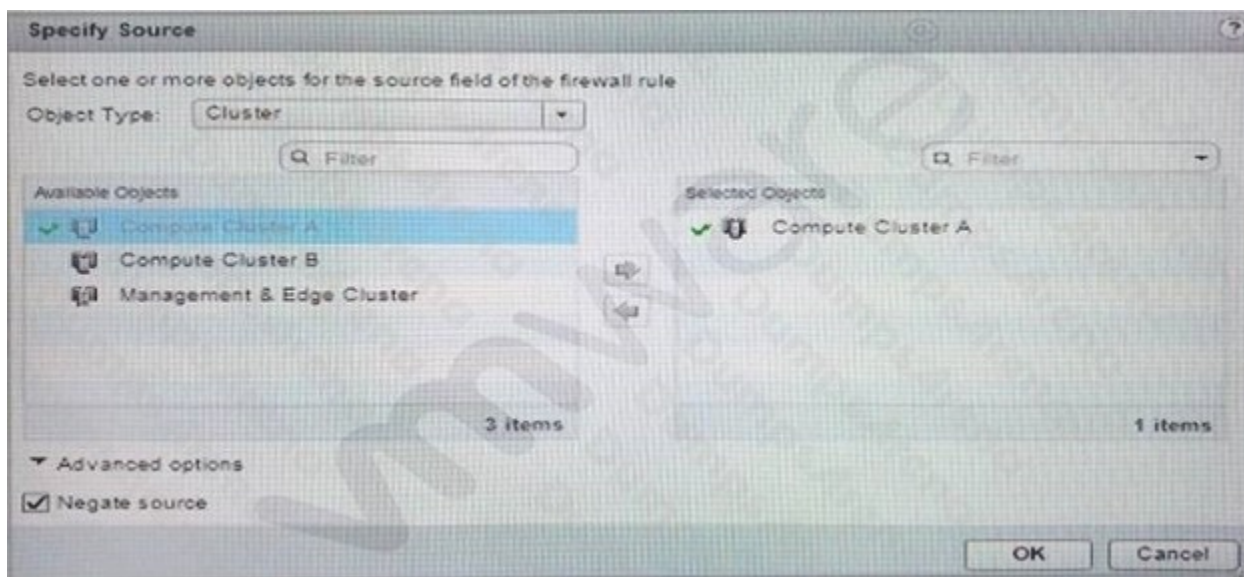 Specify Source
?
Select one or more objects for the source field of the firewall rule
Object Type: Cluster
Filter
Filter
Available Objects
Selected Objects
Compute Cluster A
Compute Cluster A
Compute Cluster B
Management & Edge Cluster
3 items
1 items
Advanced options
Negate source
OK
Cancel